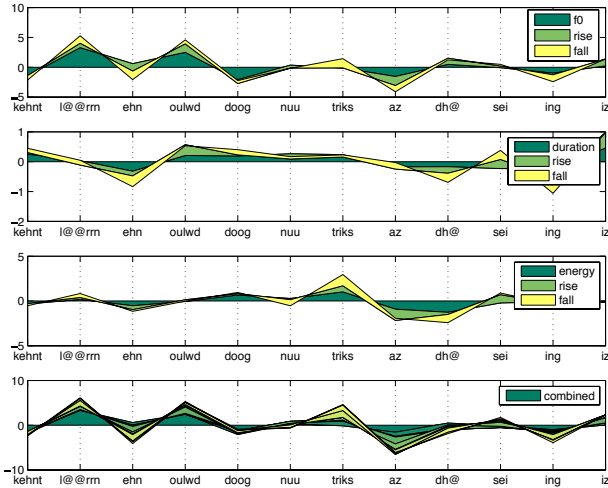 10
5
0
−5
f0
rise
fall
kehnt l@@rrn ehn oulwd doog nuu triks az dh@ sei ing iz
1
0
−1
−2
duration
rise
fall
kehnt l@@rrn ehn oulwd doog nuu triks az dh@ sei ing iz
5
0
−5
energy
rise
fall
kehnt l@@rrn ehn oulwd doog nuu triks az dh@ sei ing iz
10
0
−10
combined
kehnt l@@rrn ehn oulwd doog nuu triks az dh@ sei ing iz